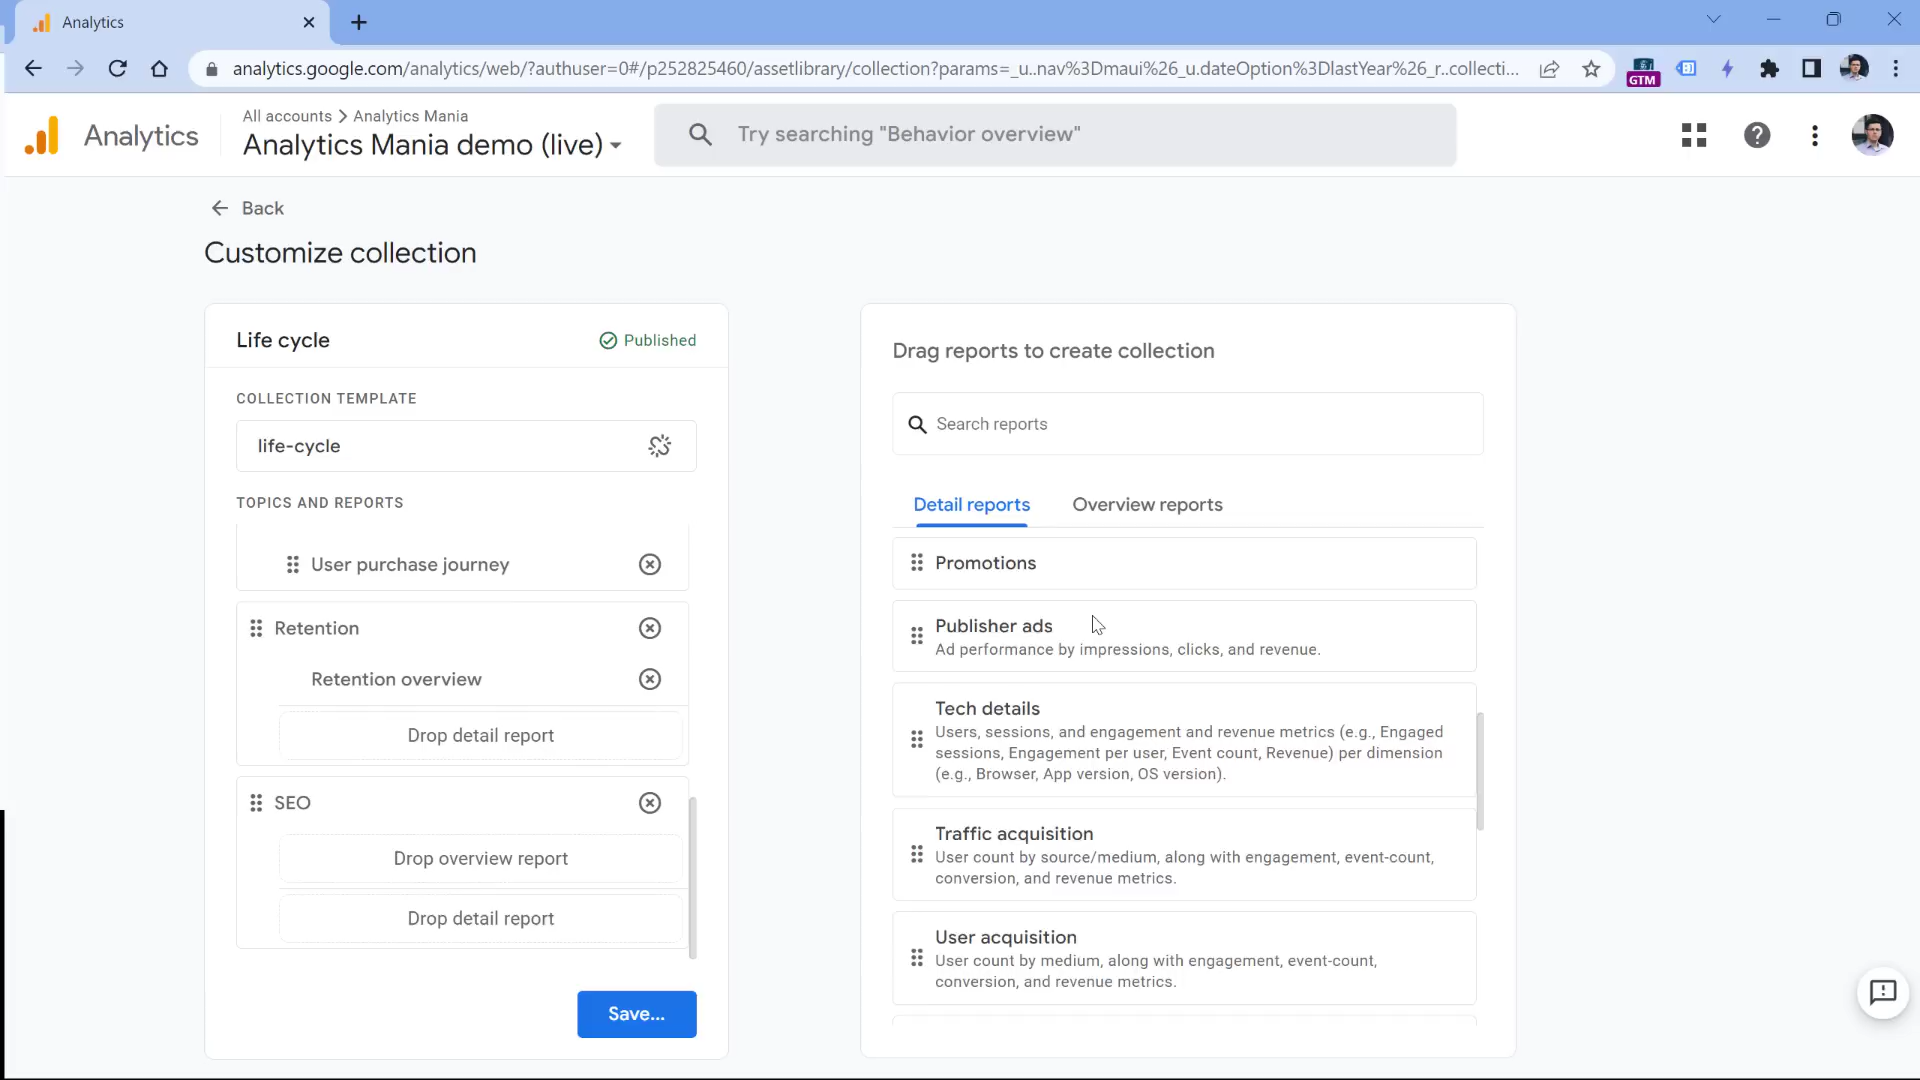 Analytics
analytics.google.com/analytics/web/?authuser=0#/p252825460/assetlibrary/collection?params=_u..nav%3Dmaui%26_u.dateOption%3DlastYear%26_r..collecti...
GTM
Analytics
All accounts > Analytics Mania
Analytics Mania demo (live)
Try searching "Behavior overview"
Back
Customize collection
Life cycle
Published
COLLECTION TEMPLATE
life-cycle
TOPICS AND REPORTS
User purchase journey
Retention
Retention overview
Drop detail report
SEO
Drop overview report
Drop detail report
Save...
Drag reports to create collection
Search reports
Detail reports
Overview reports
Promotions
Publisher ads
Ad performance by impressions, clicks, and revenue.
Tech details
Users, sessions, and engagement and revenue metrics (e.g., Engaged
sessions, Engagement per user, Event count, Revenue) per dimension
(e.g., Browser, App version, OS version).
Traffic acquisition
User count by source/medium, along with engagement, event-count,
conversion, and revenue metrics.
User acquisition
User count by medium, along with engagement, event-count,
conversion, and revenue metrics.